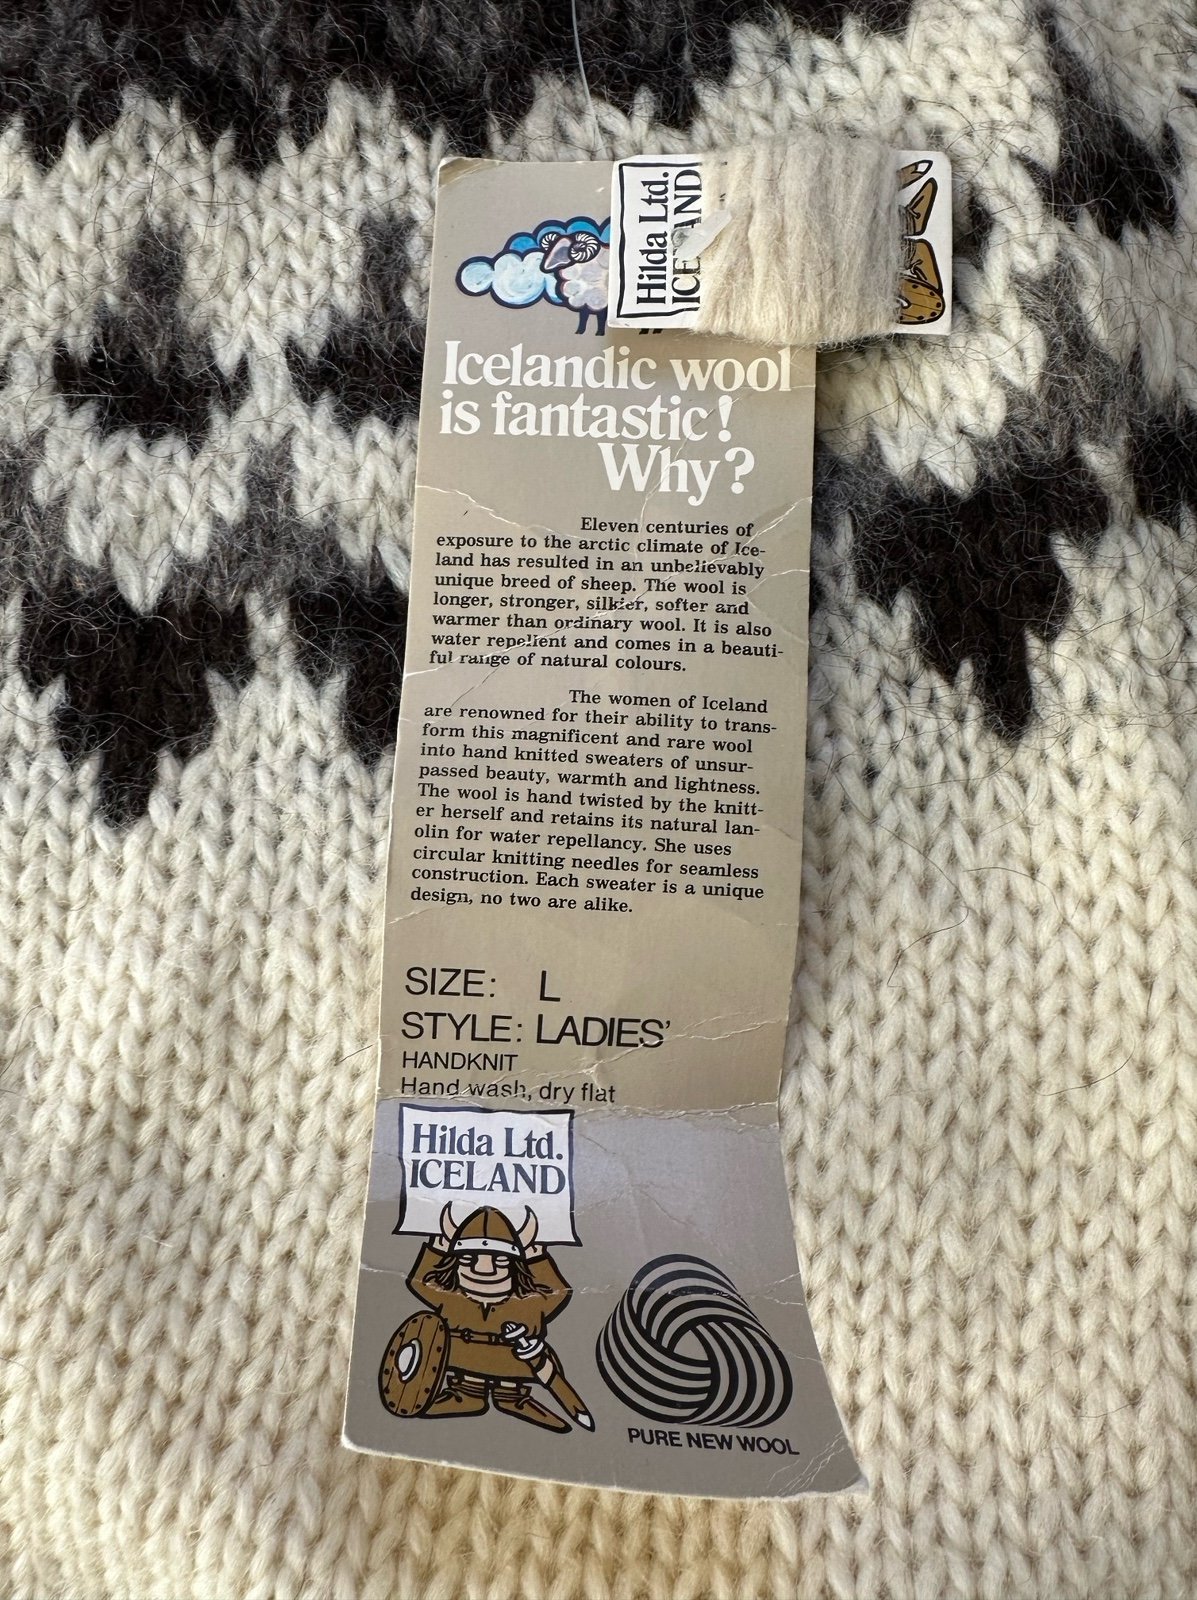 Hilda Ltd.
ICELAND
Icelandic wool
is fantastic!
Why?
Eleven centuries of
exposure to the arctic climate of Ice-
land has resulted in an unbelievably
unique breed of sheep. The wool is
longer, stronger, silkier, softer and
warmer than ordinary wool. It is also
water repellent and comes in a beauti-
ful range of natural colours.
The women of Iceland
are renowned for their ability to trans-
form this magnificent and rare wool
into hand knitted sweaters of unsur-
passed beauty, warmth and lightness.
The wool is hand twisted by the knitt-
er herself and retains its natural lan-
olin for water repellancy. She uses
circular knitting needles for seamless
construction. Each sweater is a unique
design, no two are alike.
SIZE: L
STYLE: LADIES'
HANDKNIT
Hand wash, dry flat
Hilda Ltd.
ICELAND
PURE NEW WOOL